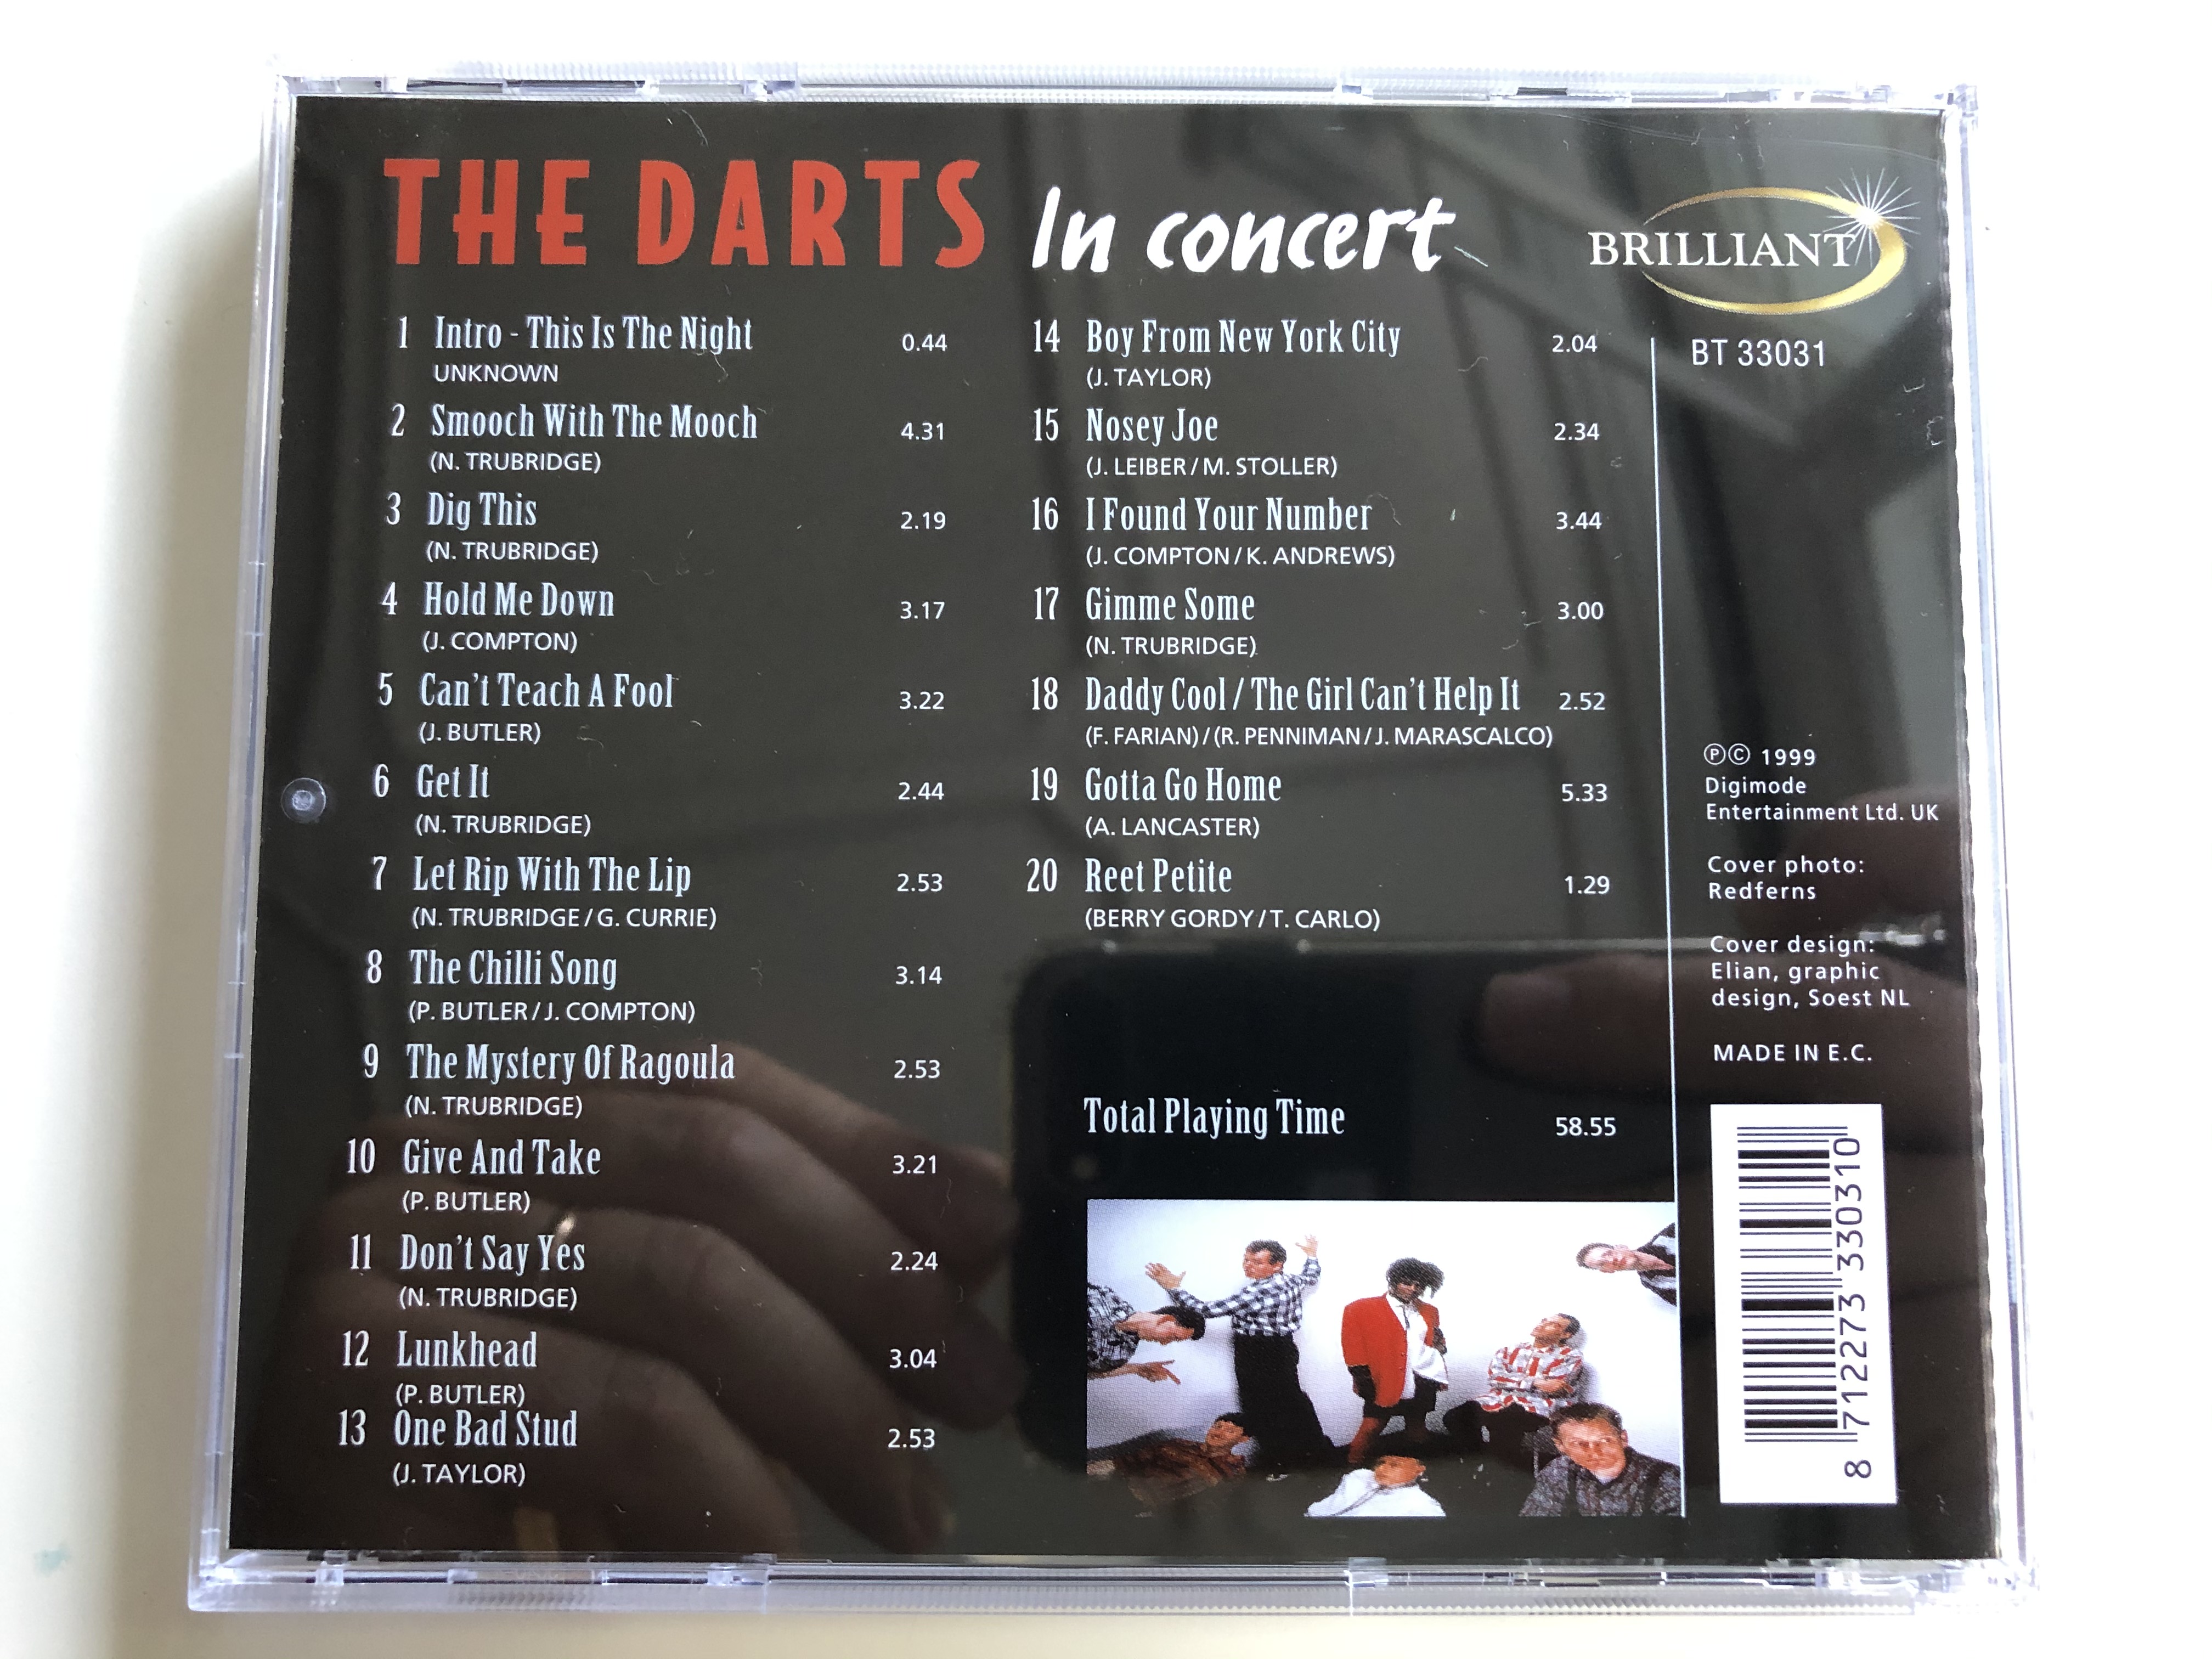 THE DARTS In concert
BRILLIANT
1 Intro - This Is The Night 0.44
UNKNOWN
2 Smooch With The Mooch 4.31
(N. TRUBRIDGE)
3 Dig This 2.19
(N. TRUBRIDGE)
4 Hold Me Down 3.17
(J. COMPTON)
5 Can't Teach A Fool 3.22
(J. BUTLER)
6 Get It 2.44
(N. TRUBRIDGE)
7 Let Rip With The Lip 2.53
(N. TRUBRIDGE / G. CURRIE)
8 The Chilli Song 3.14
(P. BUTLER / J. COMPTON)
9 The Mystery Of Ragoula 2.53
(N. TRUBRIDGE)
10 Give And Take 3.21
(P. BUTLER)
11 Don't Say Yes 2.24
(N. TRUBRIDGE)
12 Lunkhead 3.04
(P. BUTLER)
13 One Bad Stud 2.53
(J. TAYLOR)
14 Boy From New York City 2.04
(J. TAYLOR)
15 Nosey Joe 2.34
(J. LEIBER / M. STOLLER)
16 I Found Your Number 3.44
(J. COMPTON / K. ANDREWS)
17 Gimme Some 3.00
(N. TRUBRIDGE)
18 Daddy Cool / The Girl Can't Help It 2.52
(F. FARIAN) / (R. PENNIMAN / J. MARASCALCO)
19 Gotta Go Home 5.33
(A. LANCASTER)
20 Reet Petite 1.29
(BERRY GORDY / T. CARLO)
Total Playing Time 58.55
BT 33031
℗© 1999
Digimode
Entertainment Ltd. UK
Cover photo:
Redferns
Cover design:
Elian, graphic
design, Soest NL
MADE IN E.C.
8 712273 330310